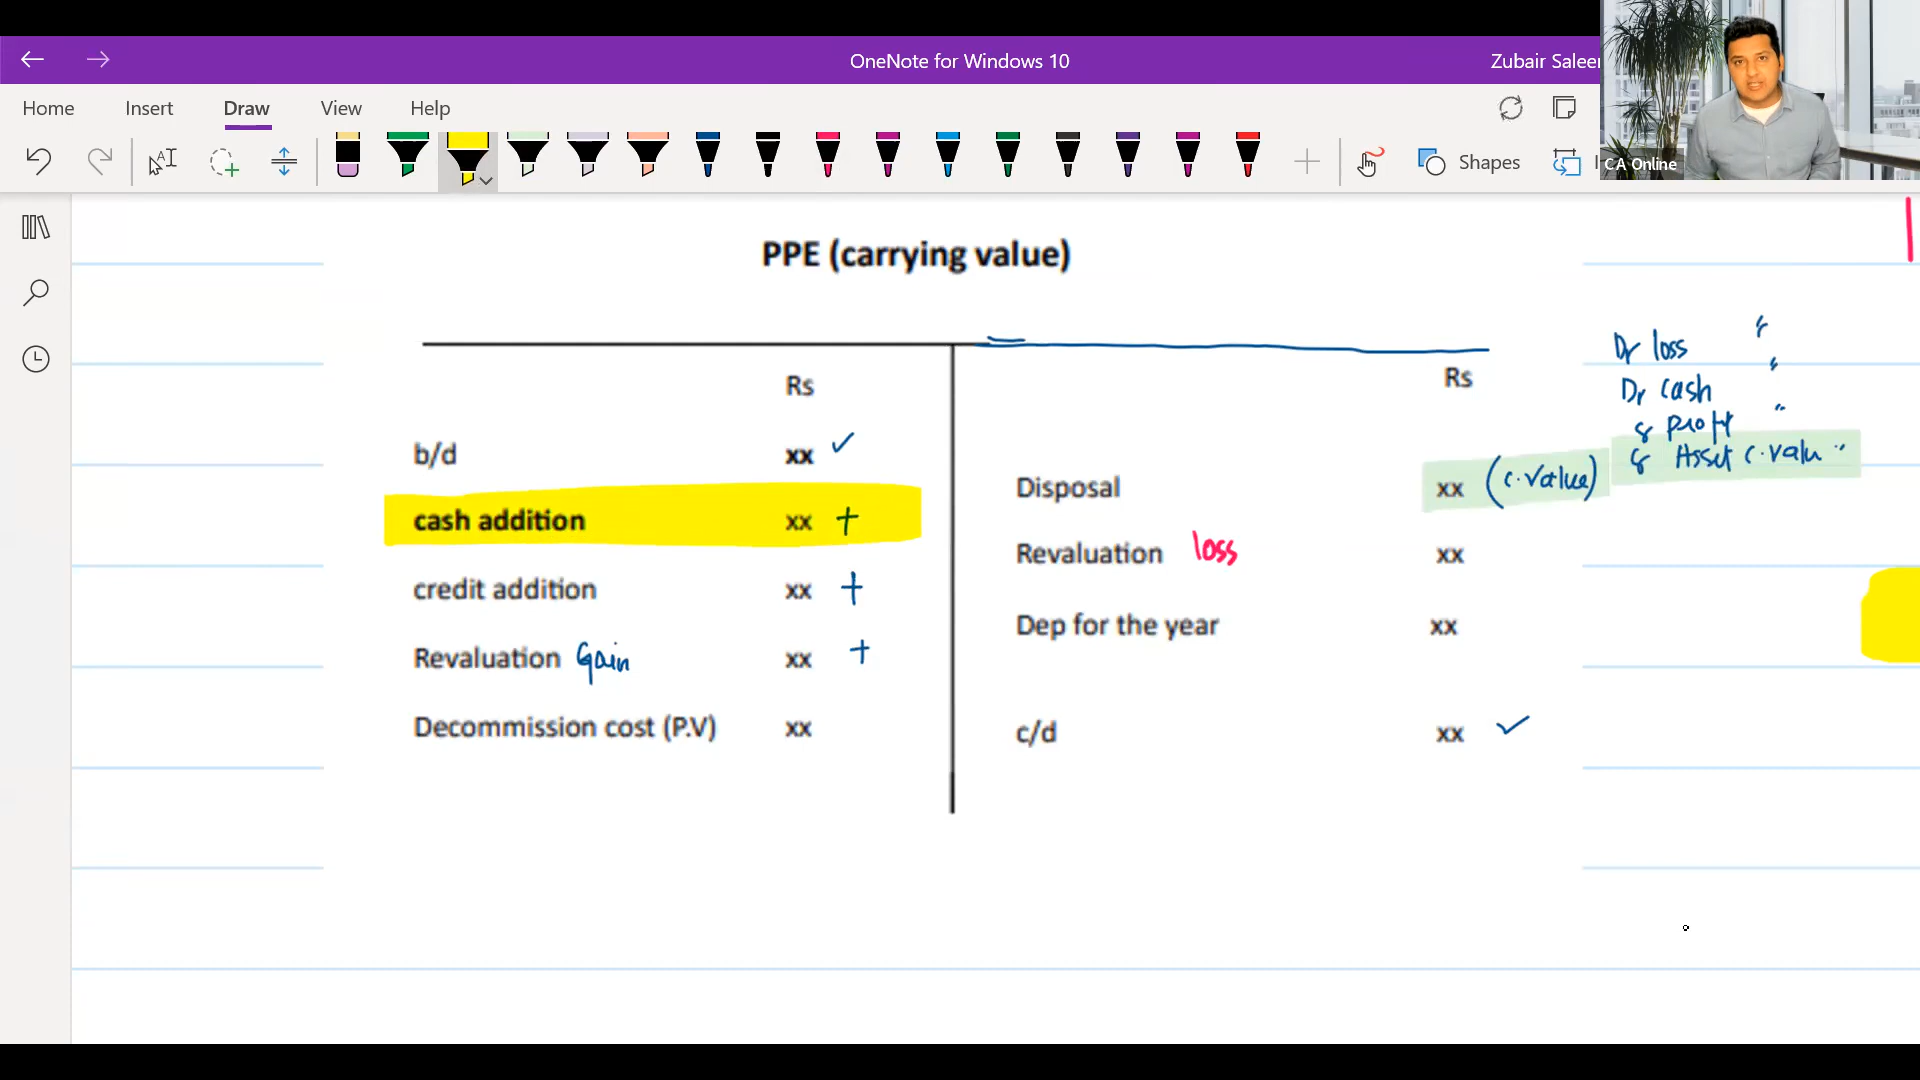 OneNote for Windows 10
Zubair Saleer
Home Insert Draw View Help
Shapes
CA Online
PPE (carrying value)
Rs
b/d xx ✓
cash addition xx +
credit addition xx +
Revaluation Gain xx +
Decommission cost (P.V) xx
Rs
Disposal xx (c.value)
Revaluation loss xx
Dep for the year xx
c/d xx ✓
Dr loss "
Dr cash "
profit "
Asset c.valu "